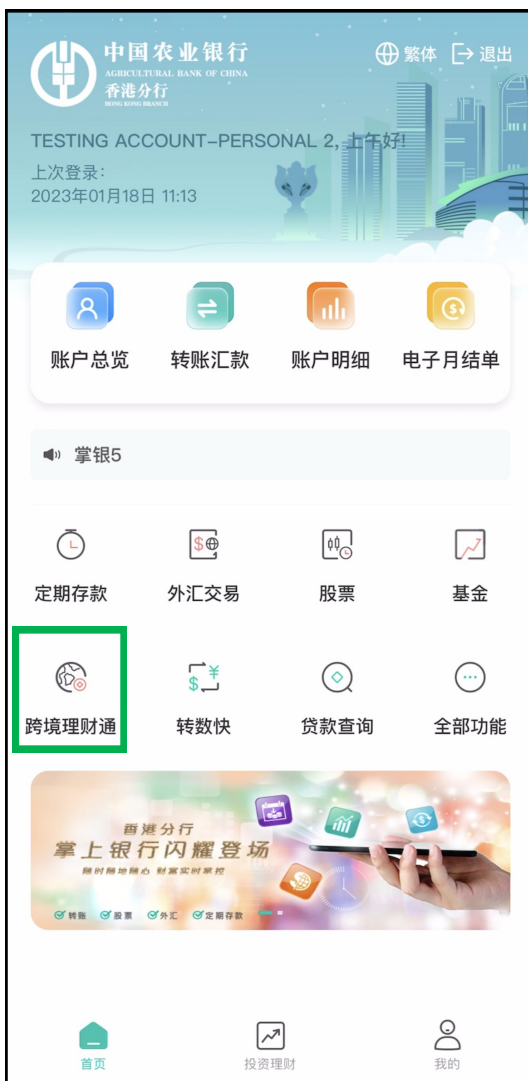 中国农业银行
AGRICULTURAL BANK OF CHINA
香港分行
HONG KONG BRANCH
繁体 退出
TESTING ACCOUNT-PERSONAL 2, 上午好!
上次登录:
2023年01月18日 11:13
账户总览 转账汇款 账户明细 电子月结单
掌银5
定期存款 外汇交易 股票 基金
跨境理财通 转数快 贷款查询 全部功能
香港分行
掌上银行闪耀登场
随时随地随心 财富实时掌控
转账 股票 外汇 定期存款
首页 投资理财 我的